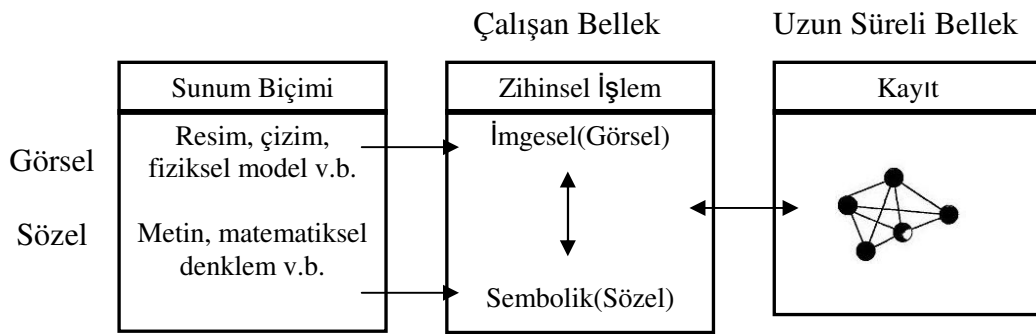 Çalışan Bellek
Uzun Süreli Bellek
Sunum Biçimi
Zihinsel İşlem
Kayıt
Görsel
Resim, çizim,
fiziksel model v.b.
İmgesel(Görsel)
Sözel
Metin, matematiksel
denklem v.b.
Sembolik(Sözel)